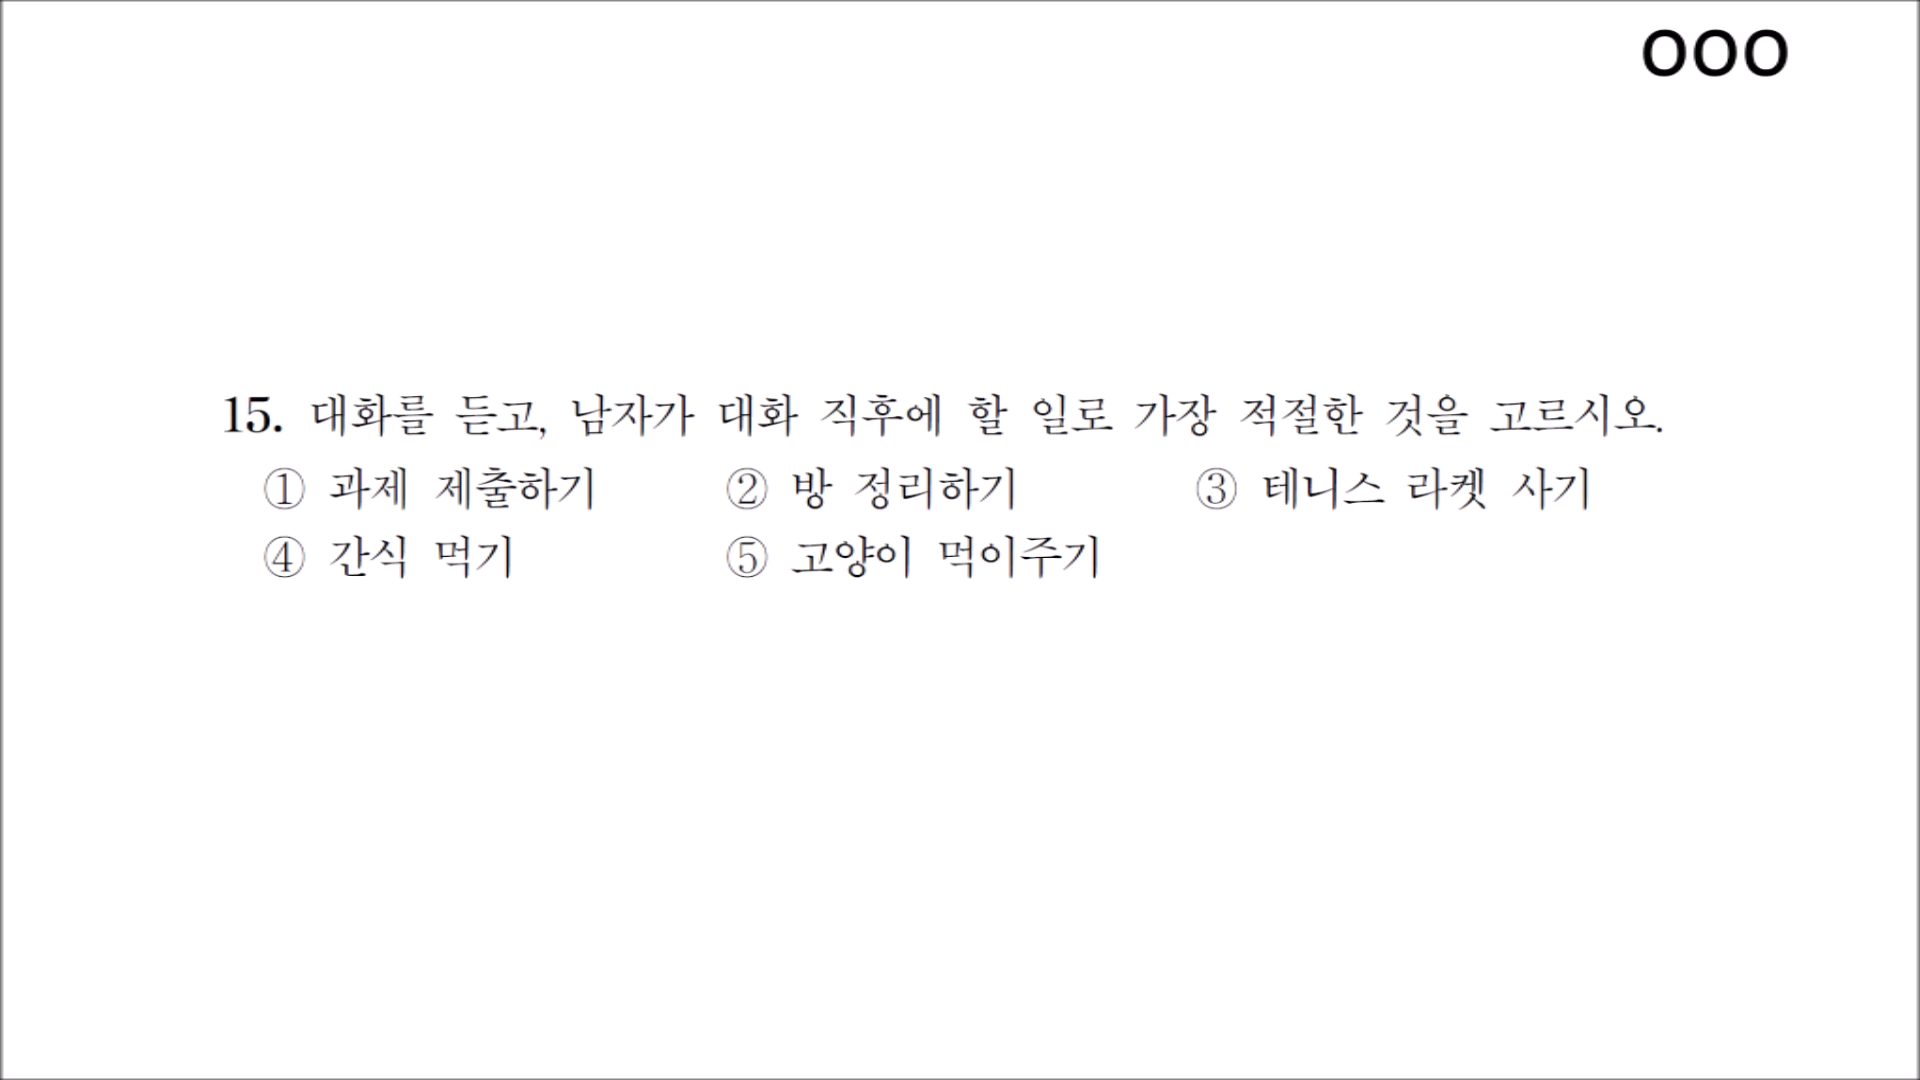 OOO
15. 대화를 듣고, 남자가 대화 직후에 할 일로 가장 적절한 것을 고르시오.
① 과제 제출하기 ② 방 정리하기 ③ 테니스 라켓 사기
④ 간식 먹기 ⑤ 고양이 먹이주기